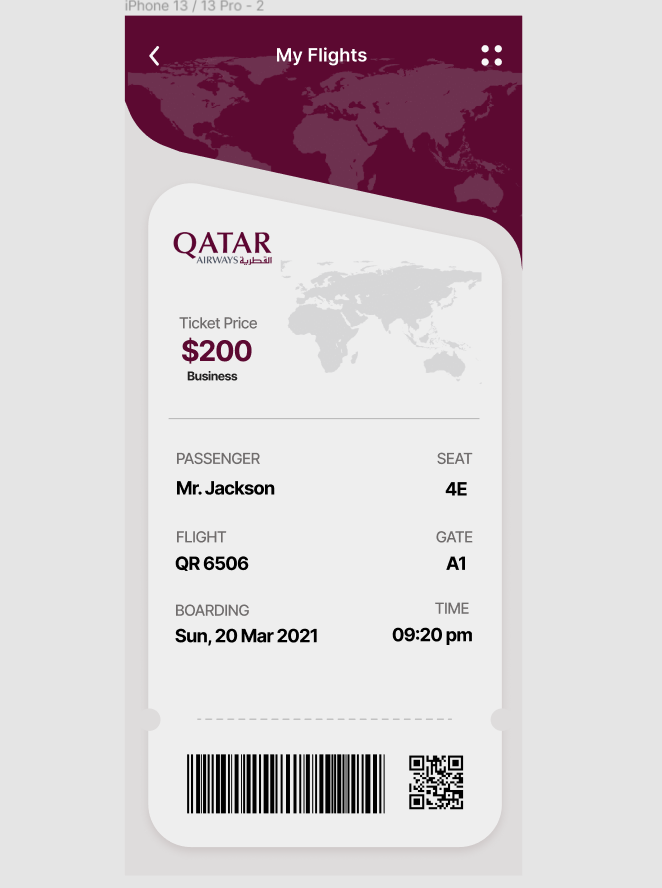 iPhone 13 / 13 Pro - 2
My Flights
QATAR
AIRWAYS القطرية
Ticket Price
$200
Business
PASSENGER SEAT
Mr. Jackson 4E
FLIGHT GATE
QR 6506 A1
BOARDING TIME
Sun, 20 Mar 2021 09:20 pm